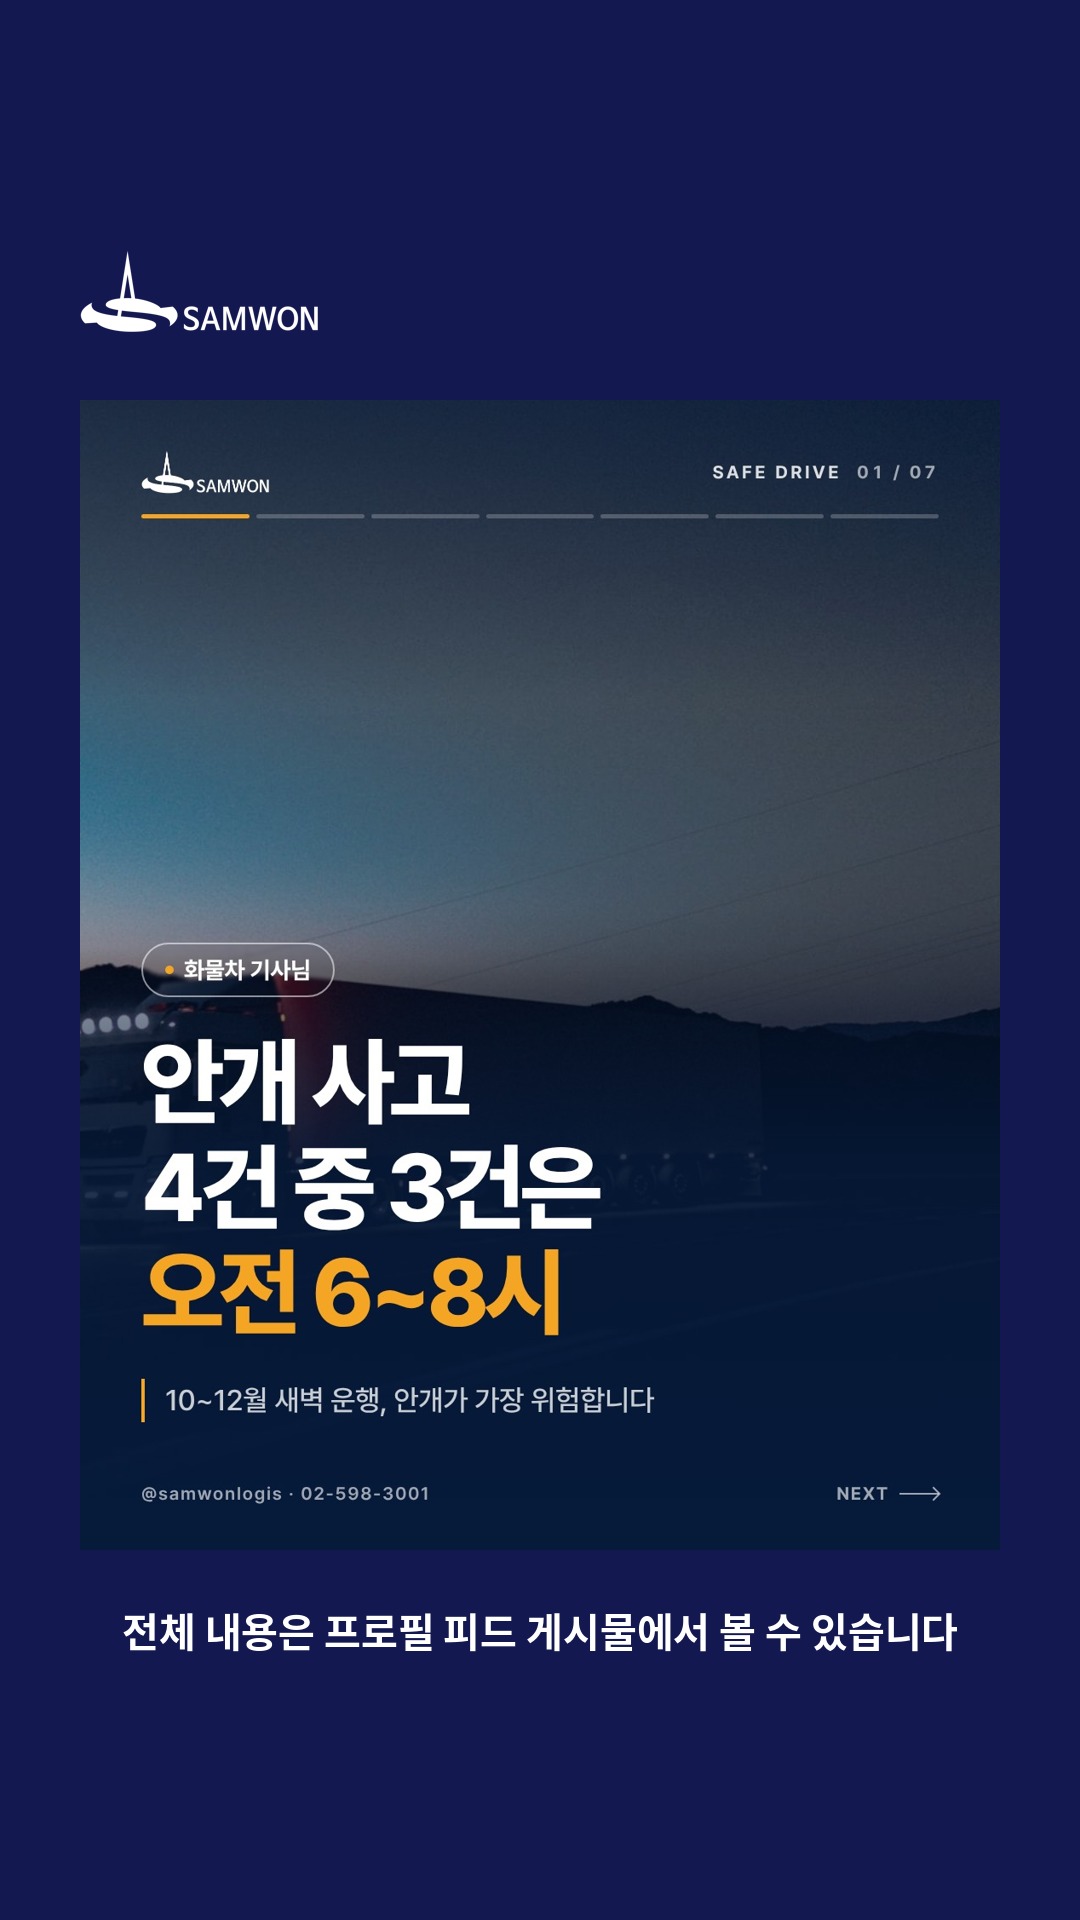 SAMWON
SAMWON
SAFE DRIVE 01 / 07
화물차 기사님
안개 사고
4건 중 3건은
오전 6~8시
10~12월 새벽 운행, 안개가 가장 위험합니다
@samwonlogis · 02-598-3001
NEXT
전체 내용은 프로필 피드 게시물에서 볼 수 있습니다